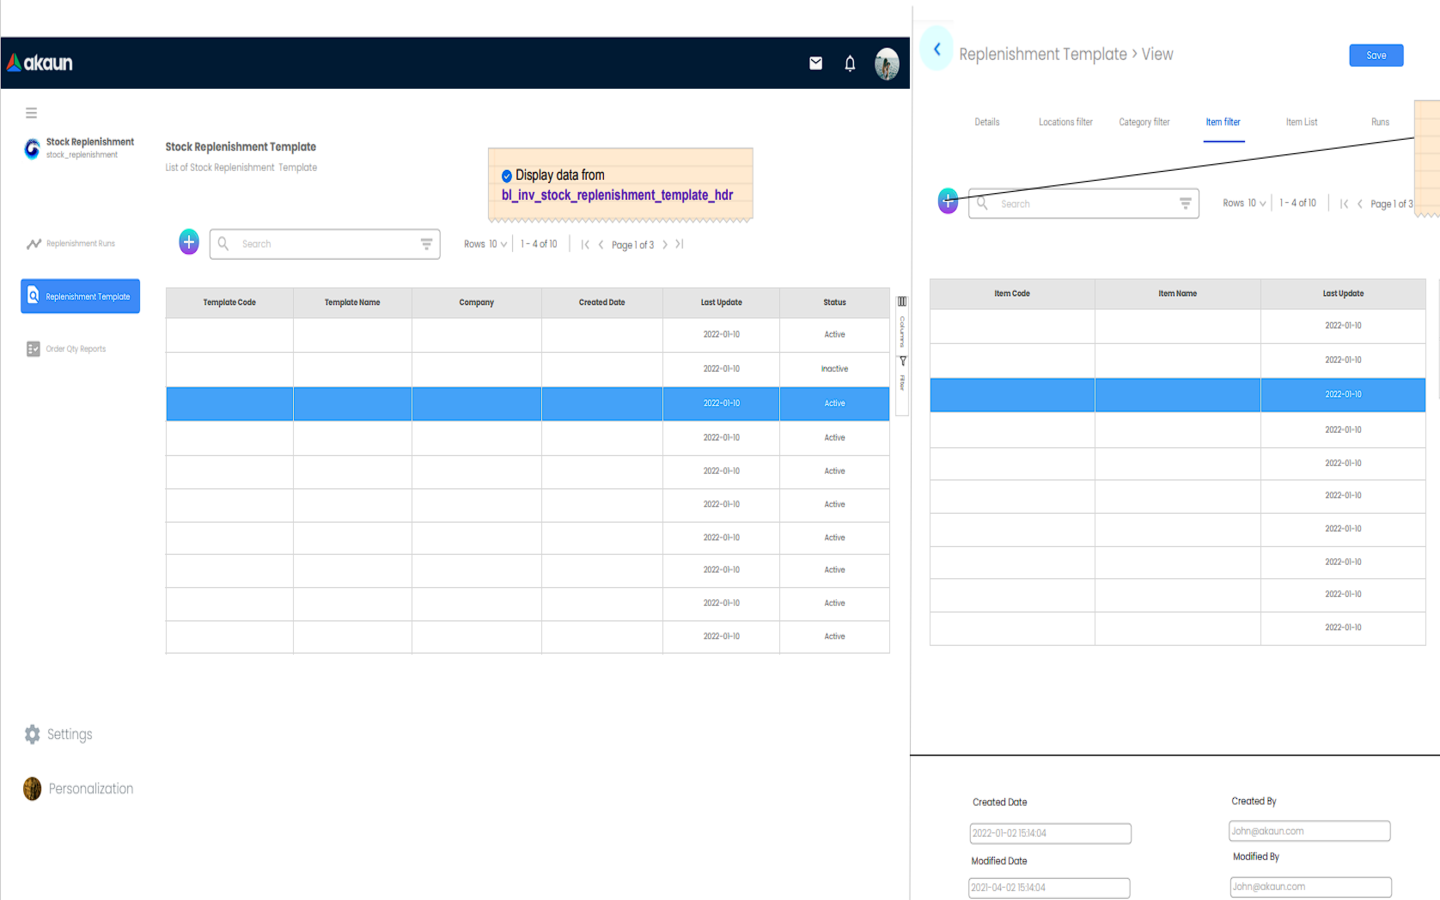 akaun
Stock Replenishment
stock_replenishment
Replenishment Runs
Replenishment Template
Order Qty Reports
Settings
Personalization
Stock Replenishment Template
List of Stock Replenishment Template
Display data from
bl_inv_stock_replenishment_template_hdr
Search
Rows 10
1 - 4 of 10
Page 1 of 3
Template Code Template Name Company Created Date Last Update Status
2022-01-10 Active
2022-01-10 Inactive
2022-01-10 Active
2022-01-10 Active
2022-01-10 Active
2022-01-10 Active
2022-01-10 Active
2022-01-10 Active
2022-01-10 Active
2022-01-10 Active
Columns
Filter
Replenishment Template > View
Save
Details Locations filter Category filter Item filter Item List Runs
Search
Rows 10
1 - 4 of 10
Page 1 of 3
Item Code Item Name Last Update
2022-01-10
2022-01-10
2022-01-10
2022-01-10
2022-01-10
2022-01-10
2022-01-10
2022-01-10
2022-01-10
2022-01-10
Created Date Created By
2022-01-02 15:14:04 John@akaun.com
Modified Date Modified By
2021-04-02 15:14:04 John@akaun.com